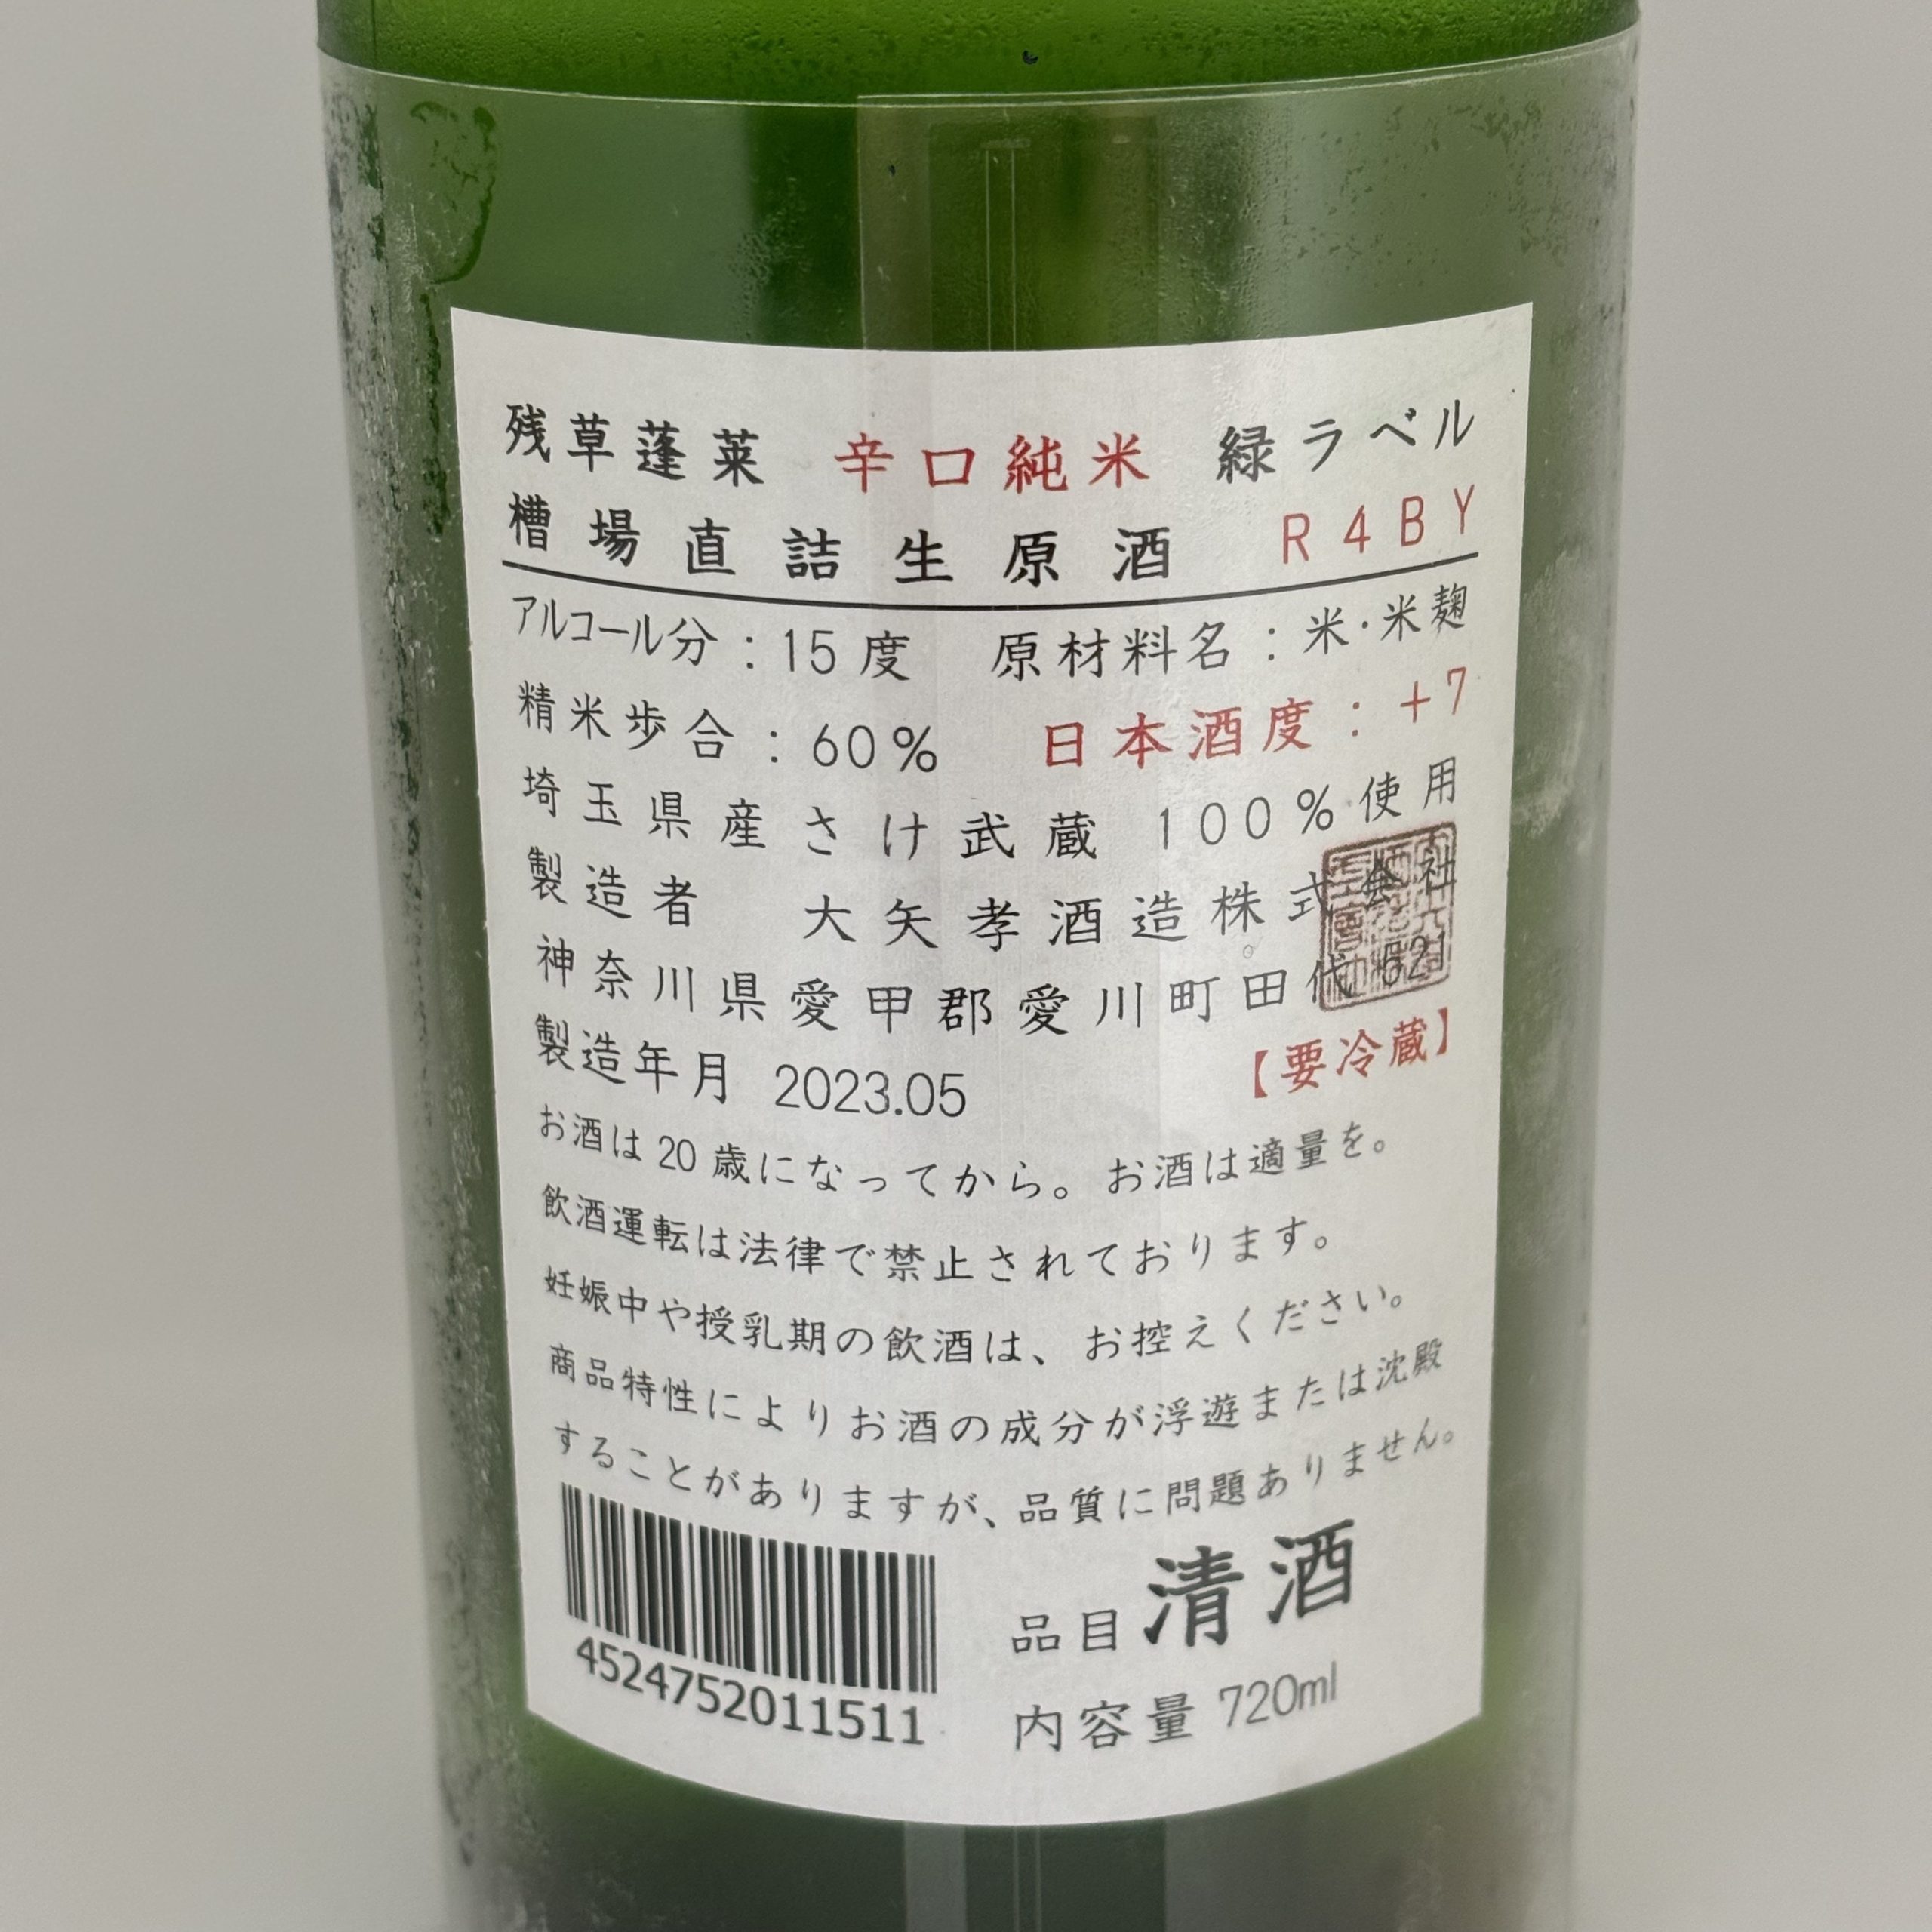 残草蓬莱 辛口純米 緑ラベル
槽場直詰生原酒 R4BY
アルコール分：15度 原材料名：米・米麹
精米歩合：60% 日本酒度：+7
埼玉県産さけ武蔵 100%使用
製造者 大矢孝酒造株式会社
神奈川県愛甲郡愛川町田代 521
製造年月 2023.05 【要冷蔵】
お酒は20歳になってから。お酒は適量を。
飲酒運転は法律で禁止されております。
妊娠中や授乳期の飲酒は、お控えください。
商品特性によりお酒の成分が浮遊または沈殿
することがありますが、品質に問題ありません。
4524752011511
品目 清酒
内容量 720ml